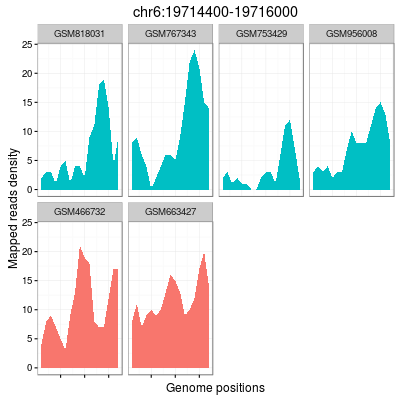 chr6:19714400-19716000
GSM818031 GSM767343 GSM753429 GSM956008
25
20
15
10
5
0
Mapped reads density
GSM466732 GSM663427
25
20
15
10
5
0
Genome positions